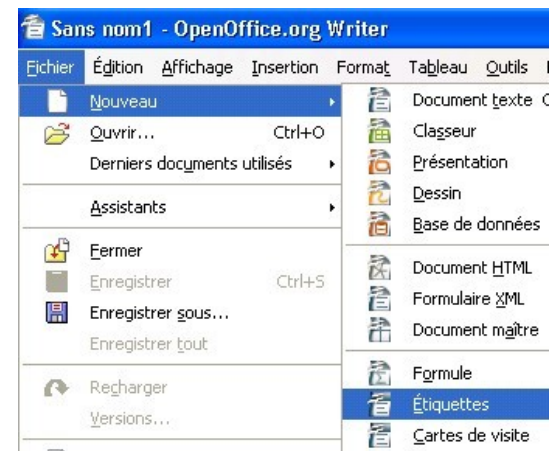 Sans nom1 - OpenOffice.org Writer
Fichier Édition Affichage Insertion Format Tableau Outils
Nouveau
Ouvrir... Ctrl+O
Derniers documents utilisés
Assistants
Fermer
Enregistrer Ctrl+S
Enregistrer sous...
Enregistrer tout
Recharger
Versions...
Document texte
Classeur
Présentation
Dessin
Base de données
Document HTML
Formulaire XML
Document maître
Formule
Étiquettes
Cartes de visite